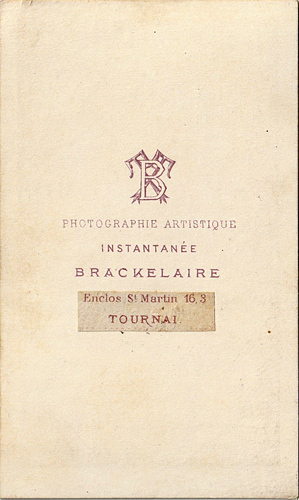 B
PHOTOGRAPHIE ARTISTIQUE
INSTANTANÉE
BRACKELAIRE
Enclos St Martin 16,3
TOURNAI